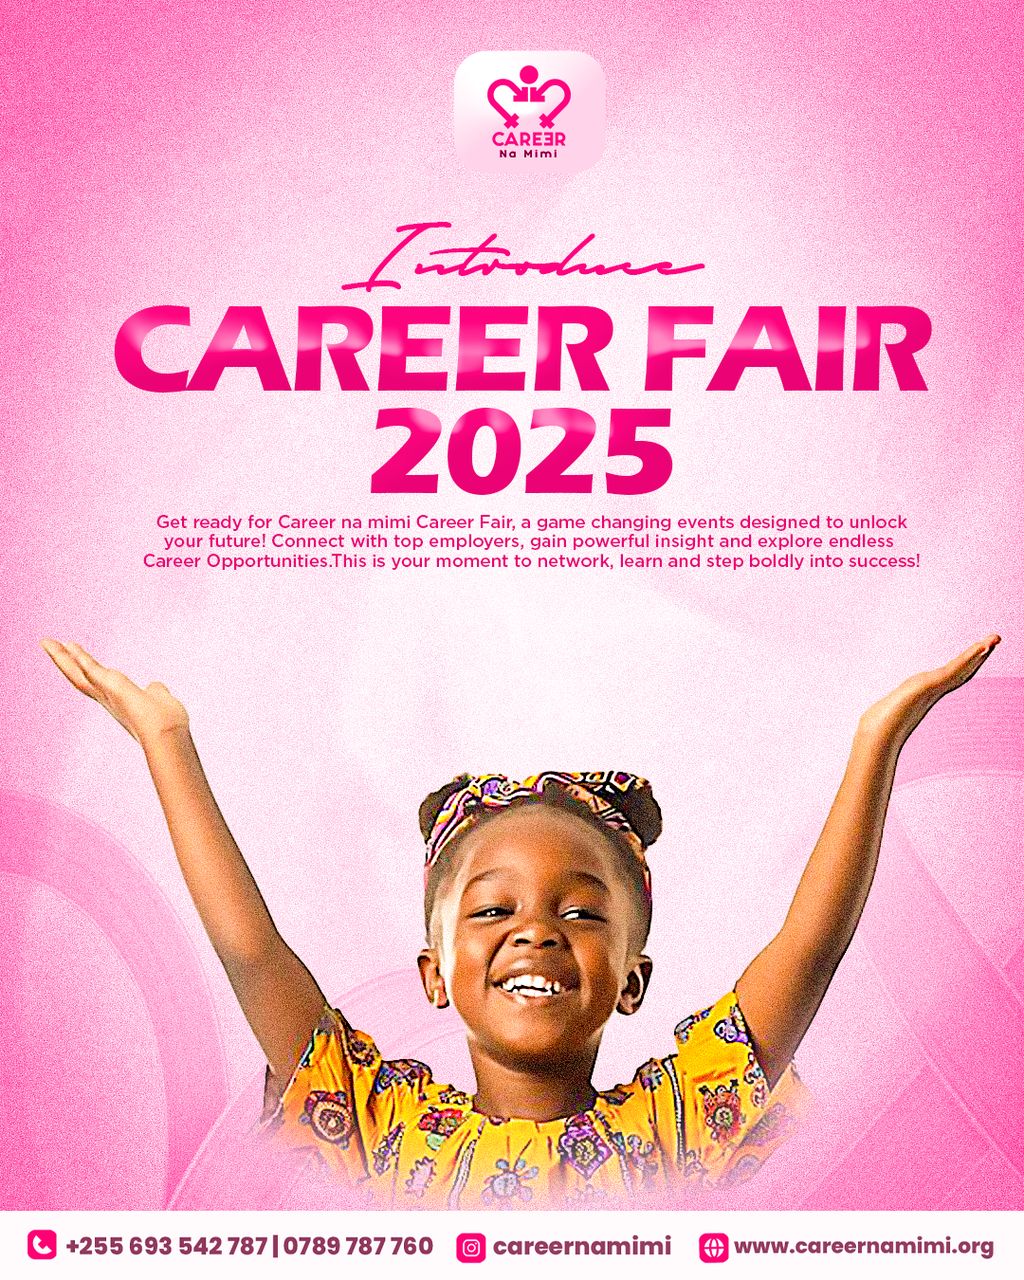 CAREƎR
Na Mimi
Introduce
CAREER FAIR
2025
Get ready for Career na mimi Career Fair, a game changing events designed to unlock
your future! Connect with top employers, gain powerful insight and explore endless
Career Opportunities.This is your moment to network, learn and step boldly into success!
+255 693 542 787 | 0789 787 760 careernamimi www.careernamimi.org